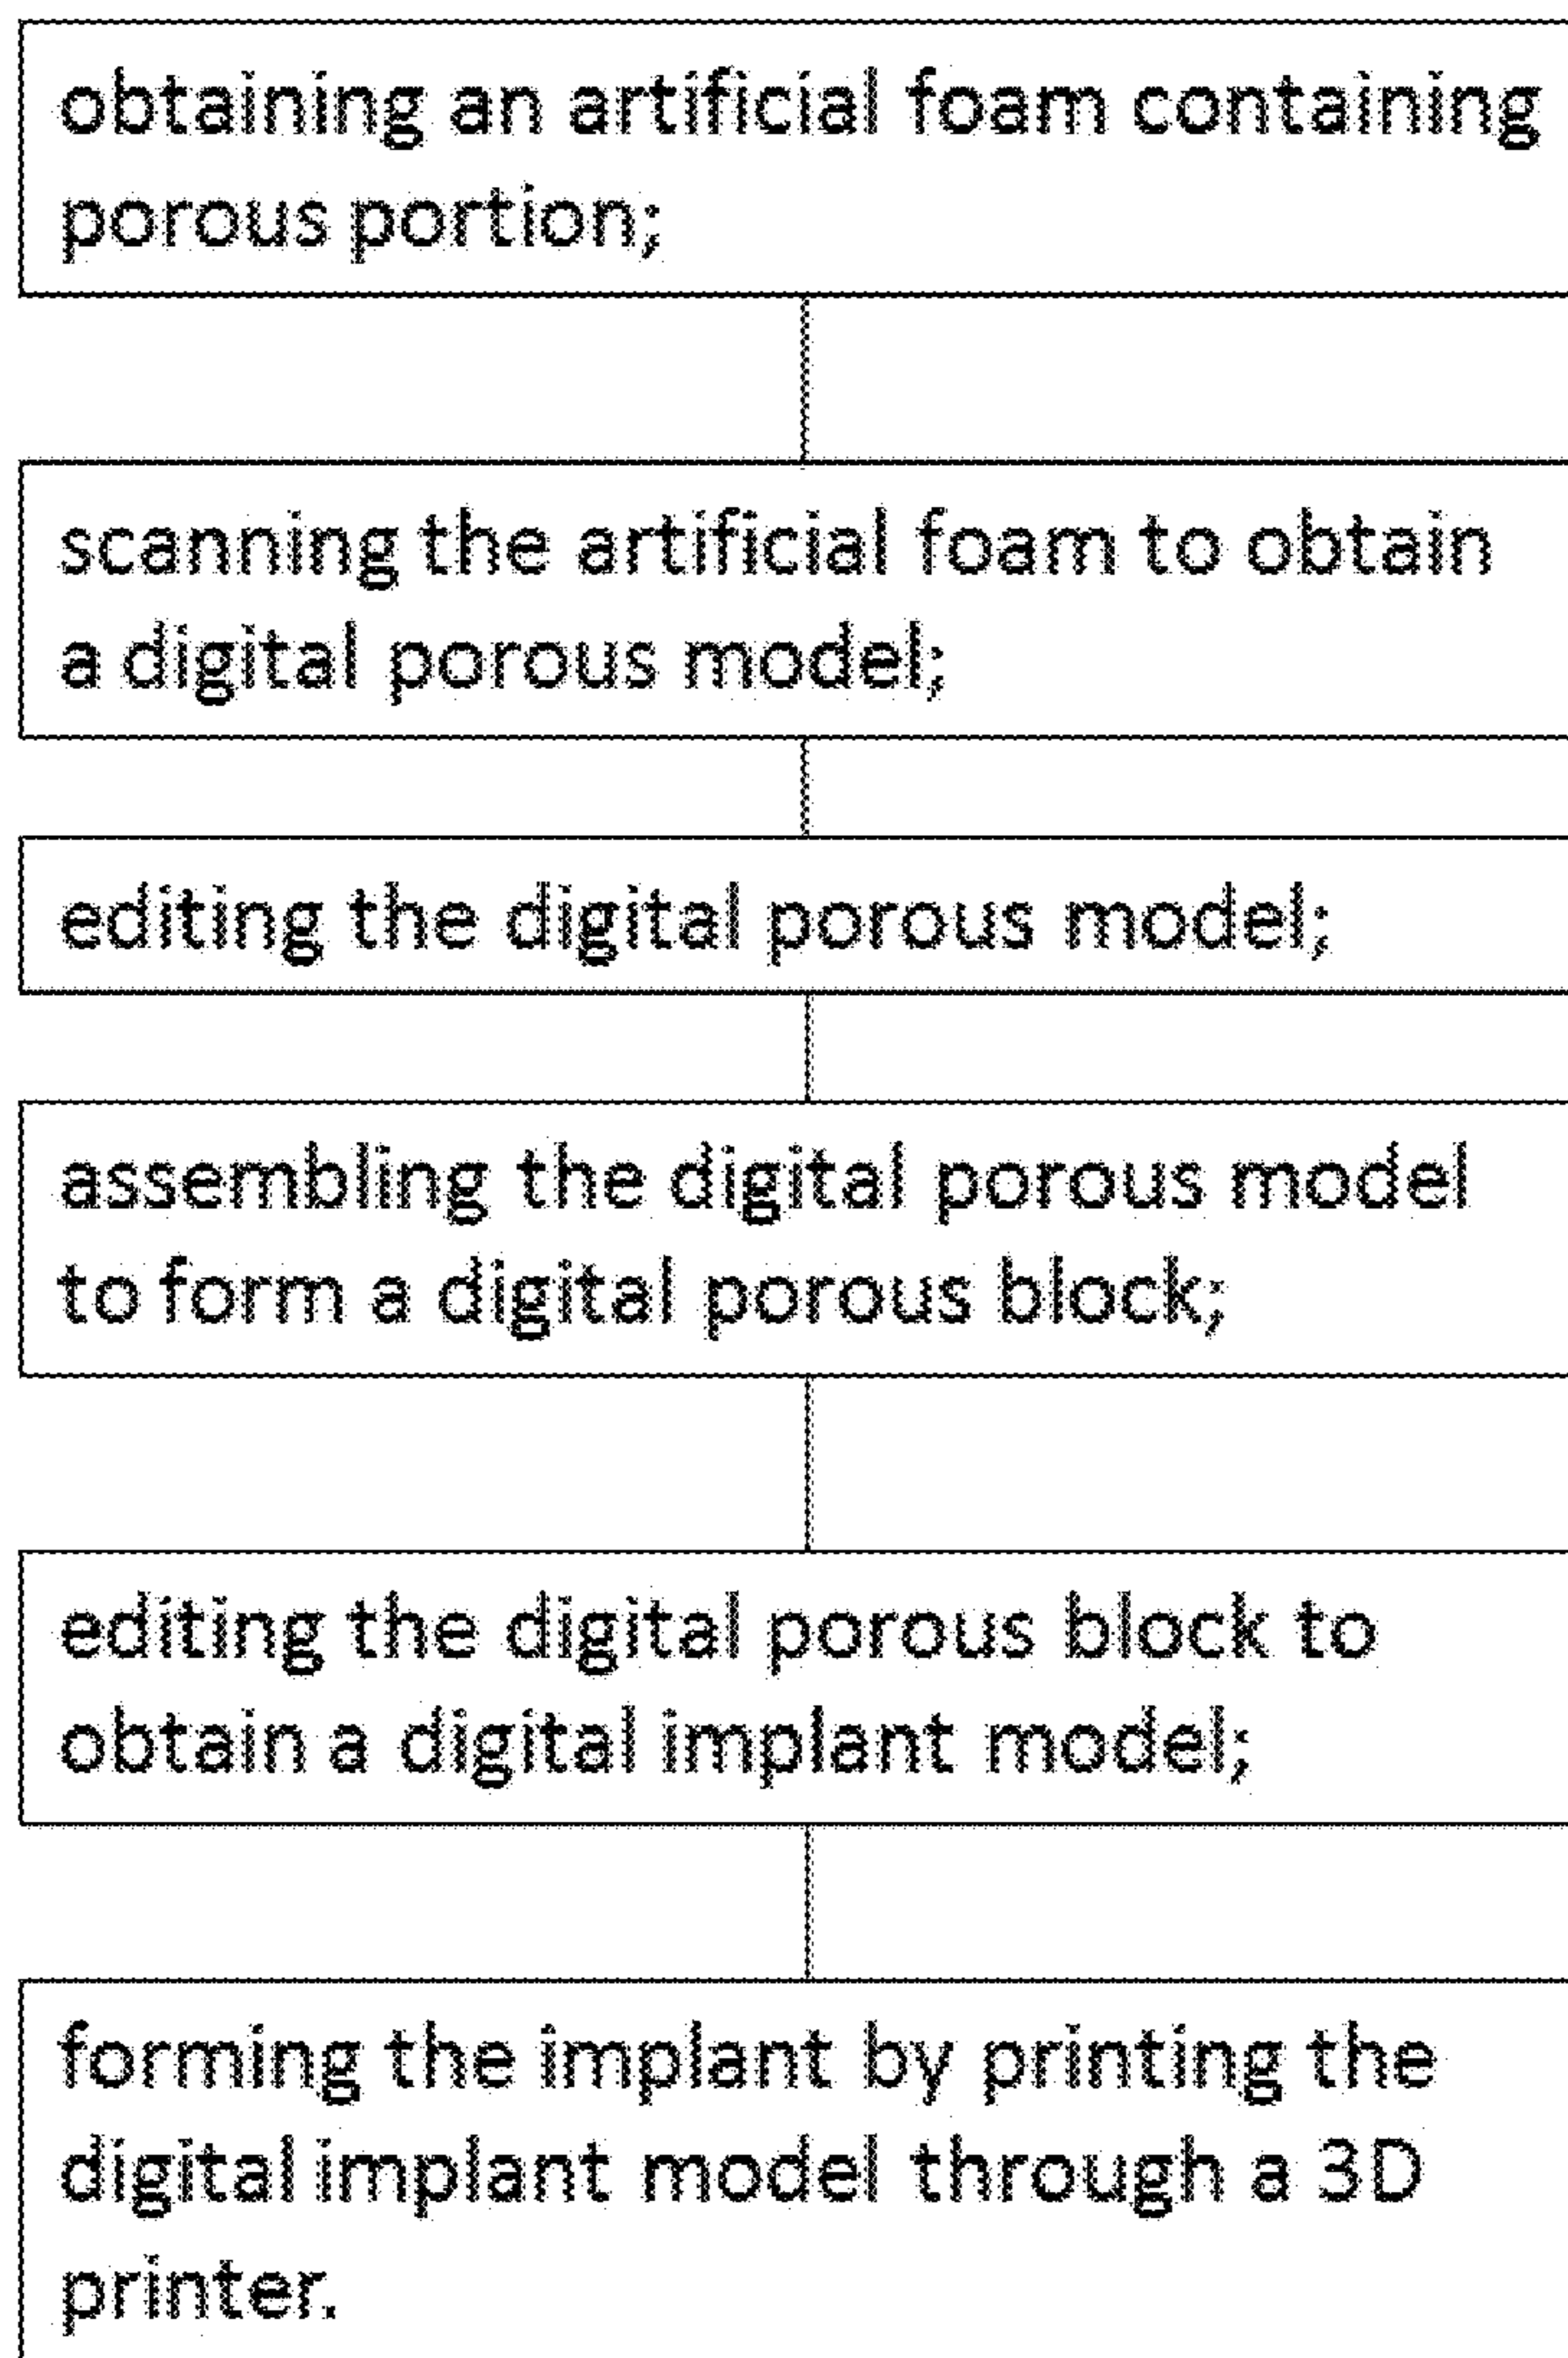 obtaining an artificial foam containing
porous portion;
scanning the artificial foam to obtain
a digital porous model;
editing the digital porous model;
assembling the digital porous model
to form a digital porous block;
editing the digital porous block to
obtain a digital implant model;
forming the implant by printing the
digital implant model through a 3D
printer.